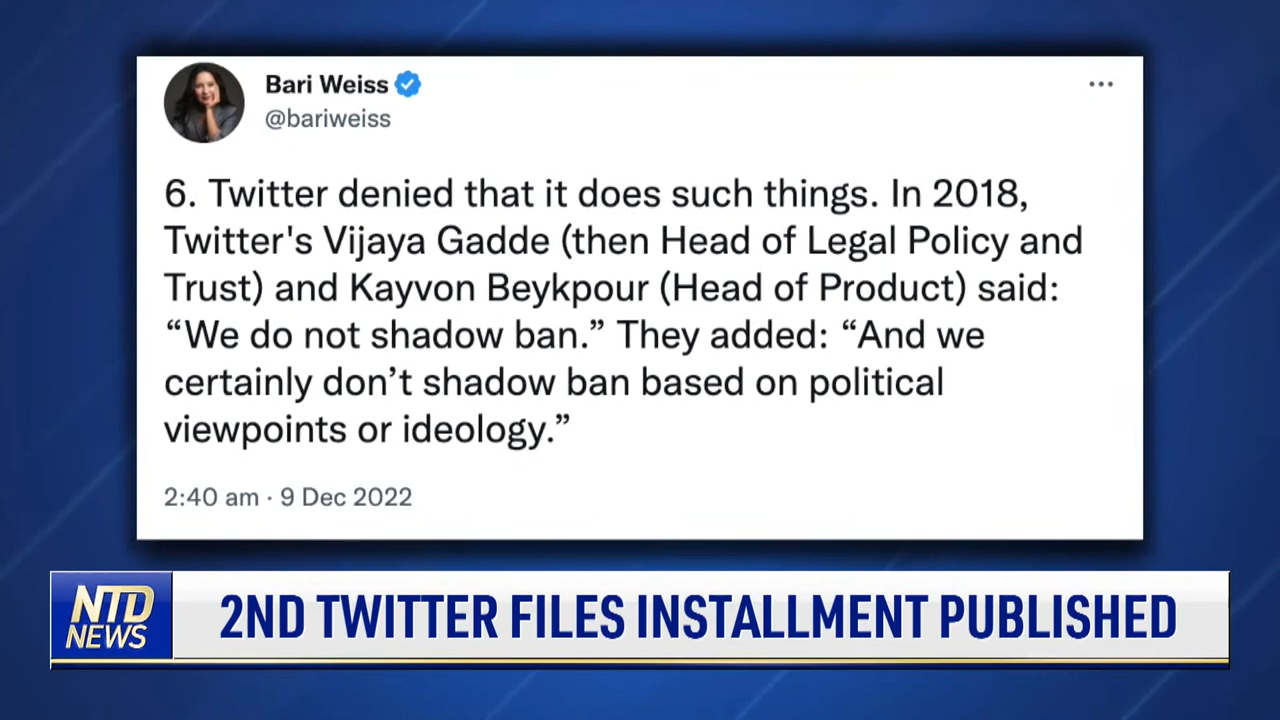 Bari Weiss
@bariweiss
6. Twitter denied that it does such things. In 2018,
Twitter's Vijaya Gadde (then Head of Legal Policy and
Trust) and Kayvon Beykpour (Head of Product) said:
“We do not shadow ban.” They added: “And we
certainly don’t shadow ban based on political
viewpoints or ideology.”
2:40 am · 9 Dec 2022
NTD
NEWS
2ND TWITTER FILES INSTALLMENT PUBLISHED